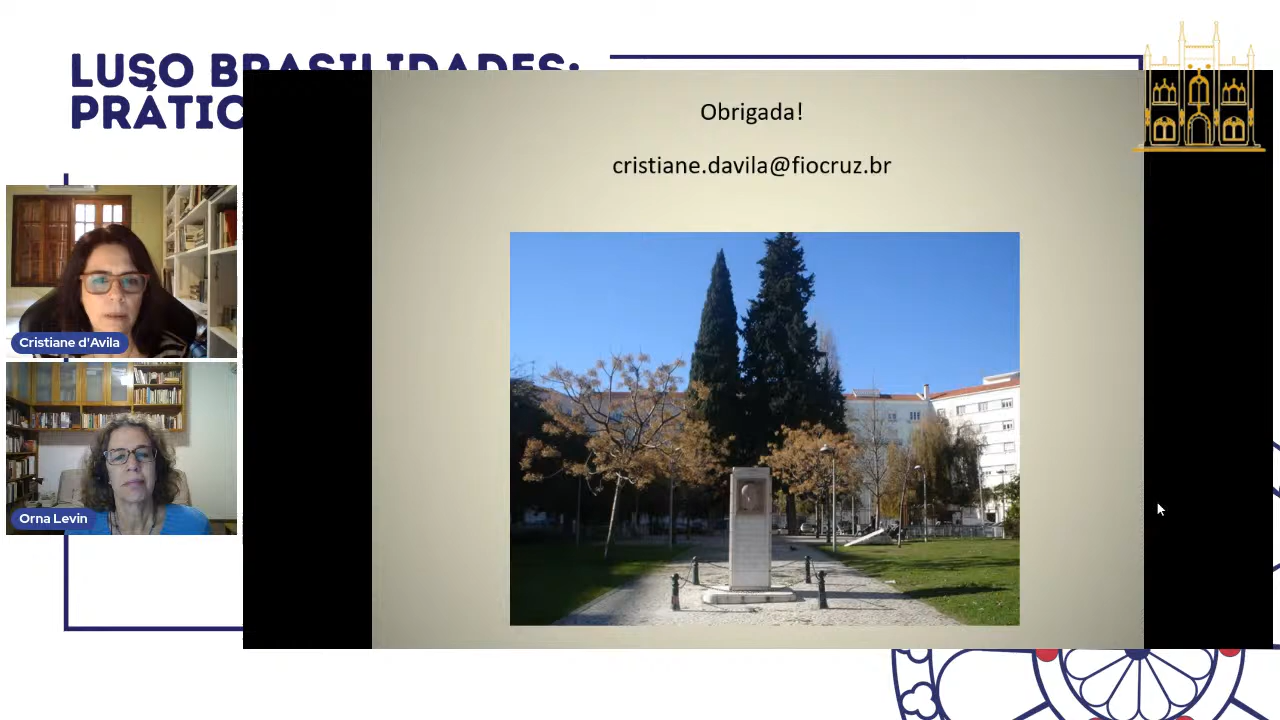 LUSO BRASILIDADES:
PRÁTIC
Obrigada!
cristiane.davila@fiocruz.br
Cristiane d'Avila
Orna Levin